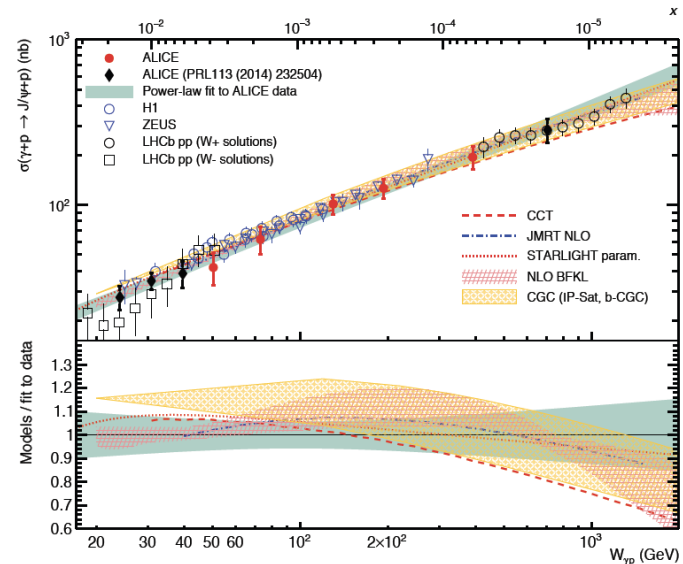 10⁻² 10⁻³ 10⁻⁴ 10⁻⁵ x
σ(γ+p → J/ψ+p) (nb)
10³
10²
ALICE
ALICE (PRL113 (2014) 232504)
Power-law fit to ALICE data
H1
ZEUS
LHCb pp (W+ solutions)
LHCb pp (W- solutions)
CCT
JMRT NLO
STARLIGHT param.
NLO BFKL
CGC (IP-Sat, b-CGC)
Models / fit to data
1.3
1.2
1.1
1
0.9
0.8
0.7
0.6
20 30 40 50 60 10² 2×10² 10³
Wγp (GeV)